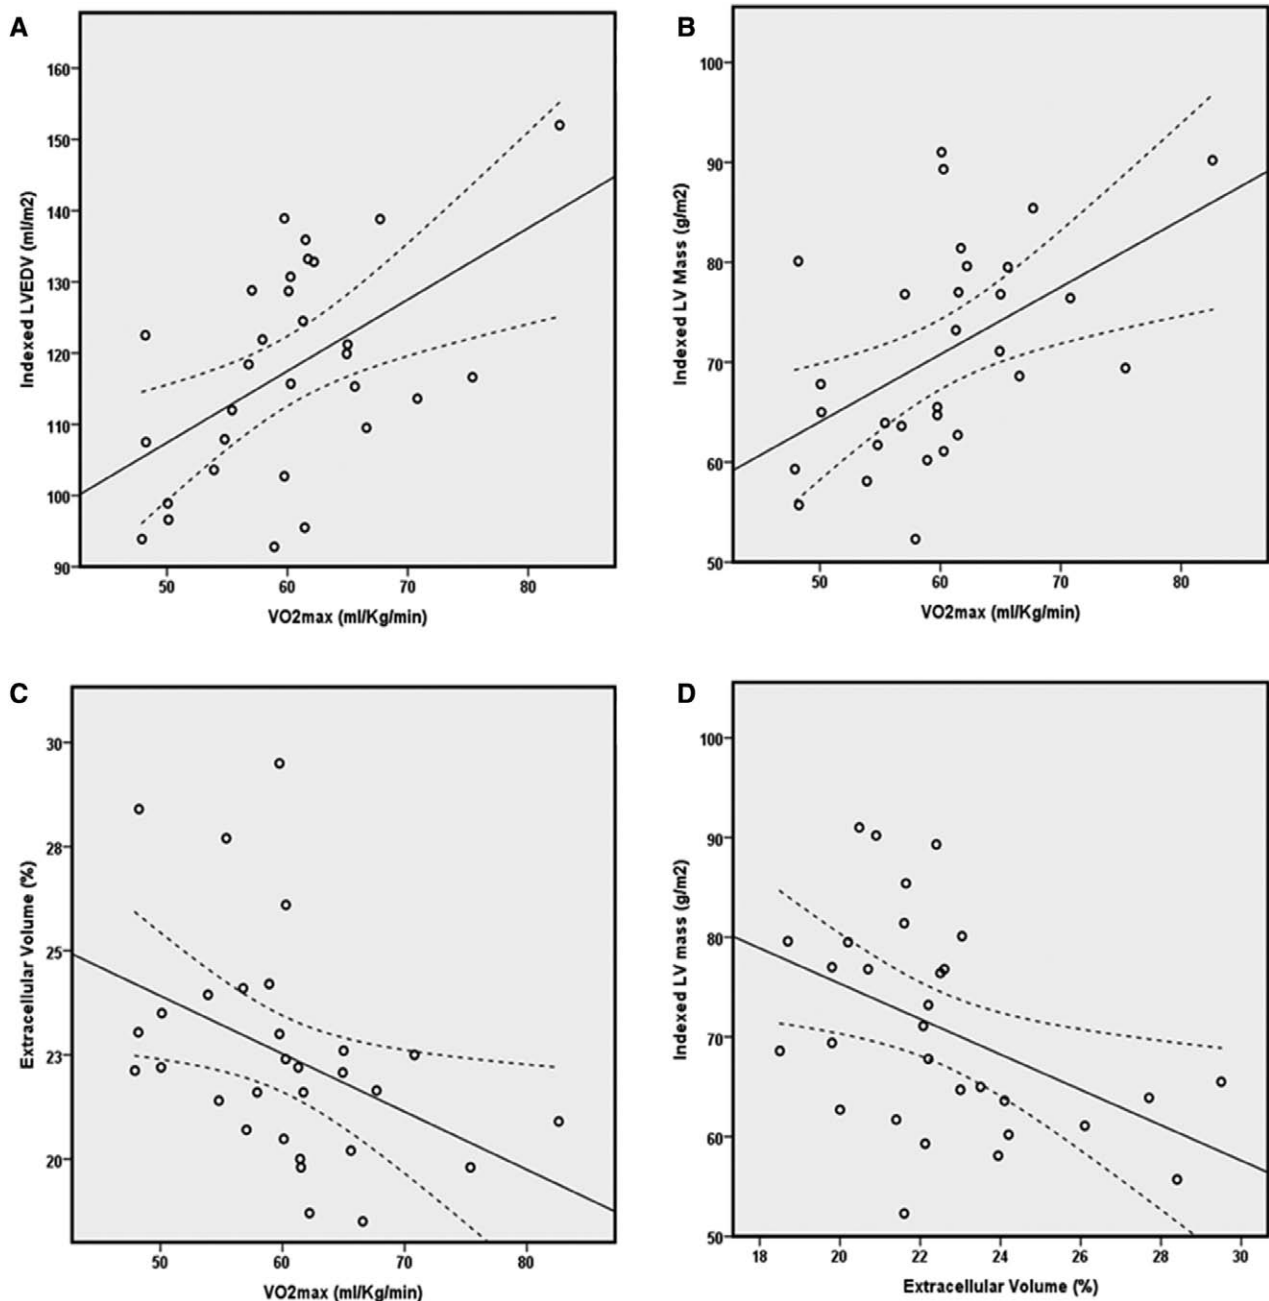 A
Indexed LVEDV (ml/m2)
160
150
140
130
120
110
100
90
50 60 70 80
VO2max (ml/Kg/min)
B
Indexed LV Mass (g/m2)
100
90
80
70
60
50
50 60 70 80
VO2max (ml/Kg/min)
C
Extracellular Volume (%)
30
28
25
23
20
50 60 70 80
VO2max (ml/Kg/min)
D
Indexed LV mass (g/m2)
100
90
80
70
60
50
18 20 22 24 26 28 30
Extracellular Volume (%)